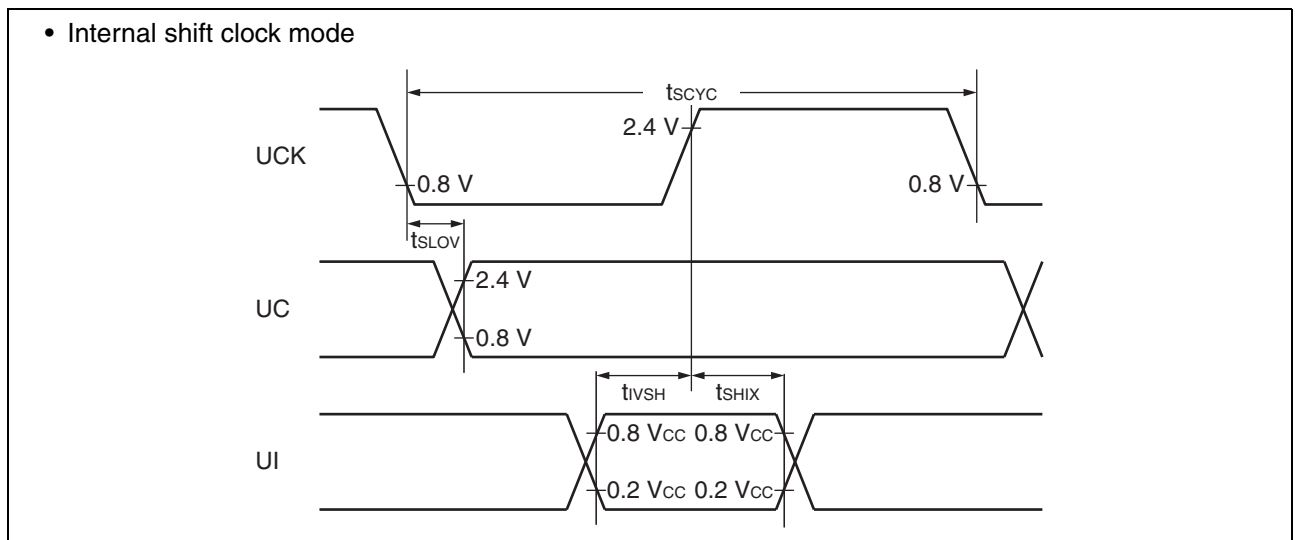 • Internal shift clock mode
tSCYC
2.4 V
UCK
0.8 V
0.8 V
tSLOV
2.4 V
UC
0.8 V
tIVSH tSHIX
0.8 VCC 0.8 VCC
UI
0.2 VCC 0.2 VCC